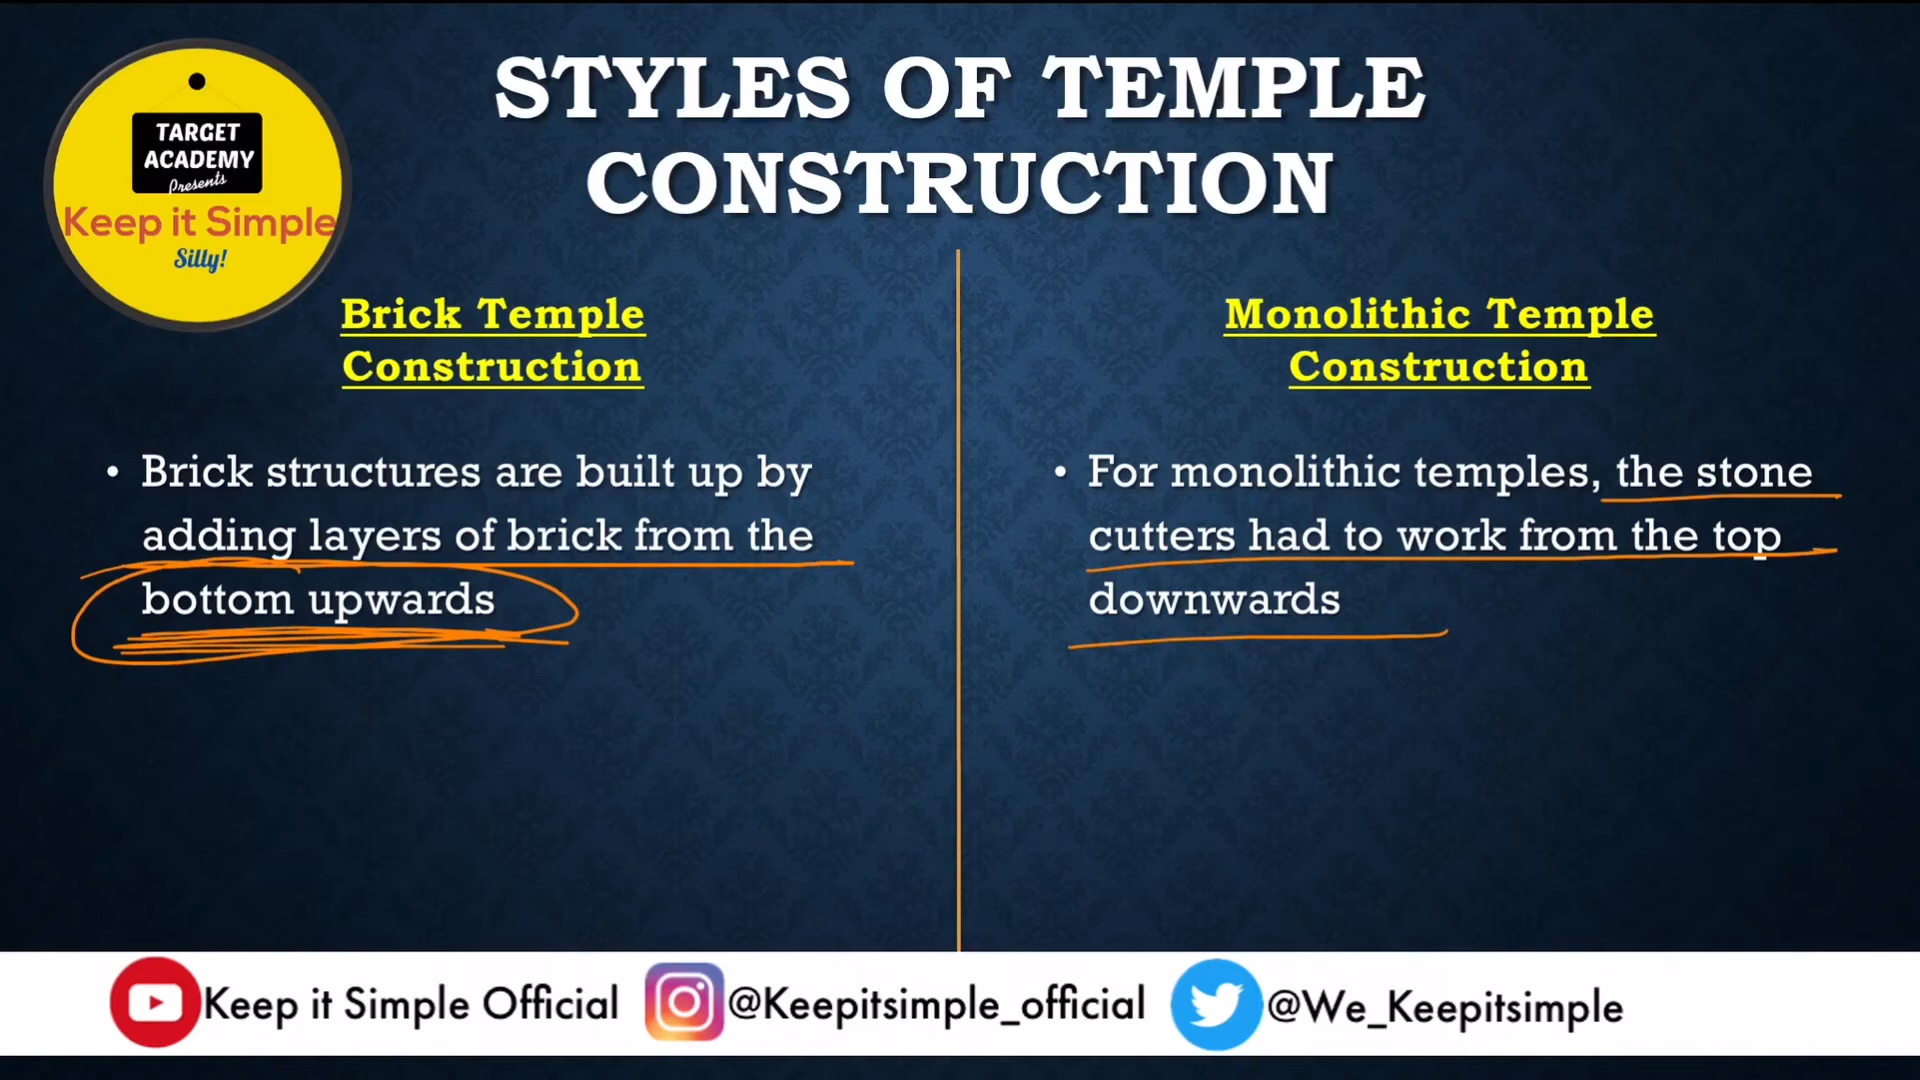 TARGET
ACADEMY
Presents
Keep it Simple
Silly!
STYLES OF TEMPLE
CONSTRUCTION
Brick Temple
Construction
• Brick structures are built up by
adding layers of brick from the
bottom upwards
Monolithic Temple
Construction
• For monolithic temples, the stone
cutters had to work from the top
downwards
Keep it Simple Official
@Keepitsimple_official
@We_Keepitsimple